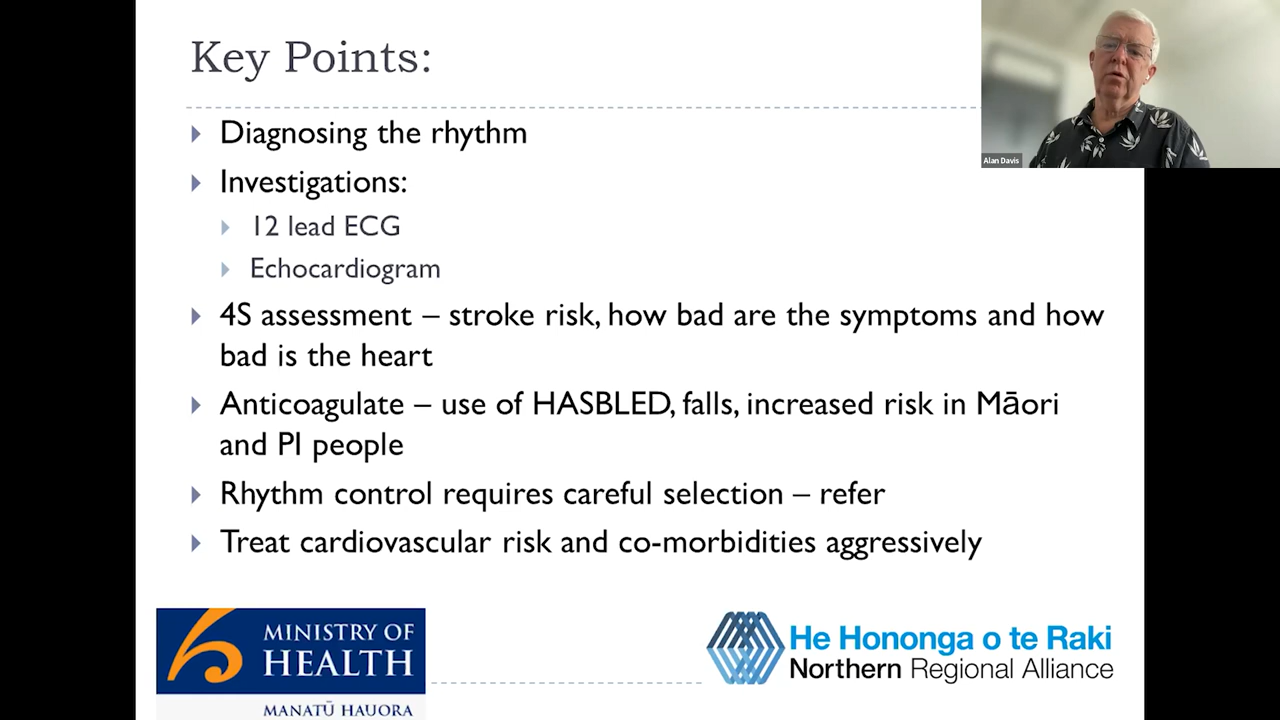 Key Points:
Alan Davis
Diagnosing the rhythm
Investigations:
12 lead ECG
Echocardiogram
4S assessment – stroke risk, how bad are the symptoms and how
bad is the heart
Anticoagulate – use of HASBLED, falls, increased risk in Māori
and PI people
Rhythm control requires careful selection – refer
Treat cardiovascular risk and co-morbidities aggressively
MINISTRY OF
HEALTH
MANATŪ HAUORA
He Hononga o te Raki
Northern Regional Alliance